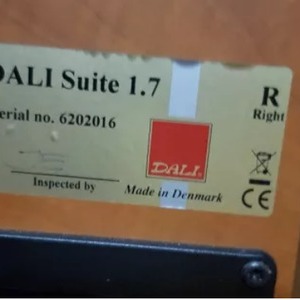 DALI Suite 1.7
erial no. 6202016
R
Right
DALI
Inspected by
Made in Denmark
CE